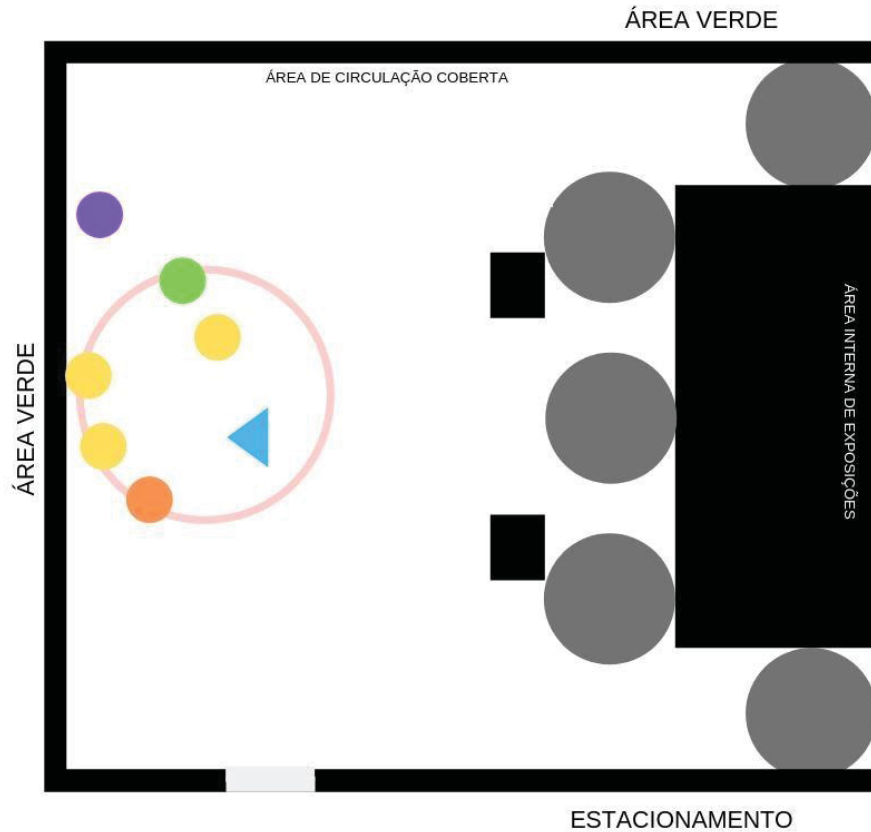 ÁREA VERDE
ÁREA DE CIRCULAÇÃO COBERTA
ÁREA VERDE
ÁREA INTERNA DE EXPOSIÇÕES
ESTACIONAMENTO